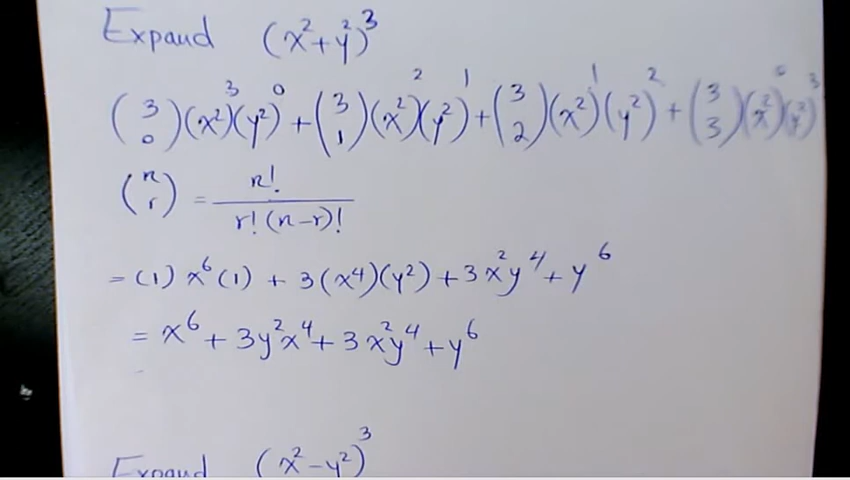 Expand (x²+y²)³
(3 0)(x²)³(y²)⁰+(3 1)(x²)²(y²)¹+(3 2)(x²)¹(y²)²+(3 3)(x²)⁰(y²)³
(n r) = n! / r!(n-r)!
= (1) x⁶ (1) + 3(x⁴)(y²) + 3x²y⁴ + y⁶
= x⁶ + 3y²x⁴ + 3x²y⁴ + y⁶
Expand (x²-y²)³